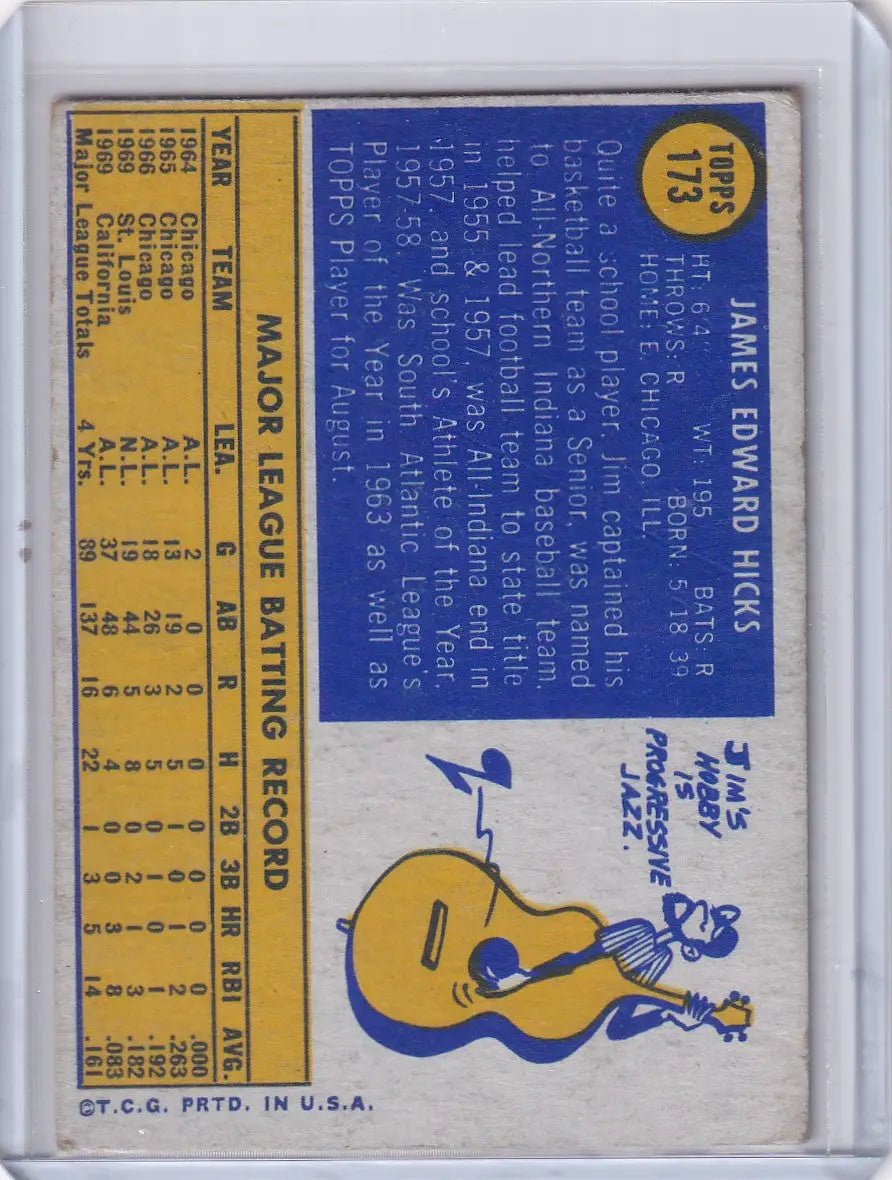 TOPPS
173
JAMES EDWARD HICKS
HT: 6'4" WT: 195 BATS: R
THROWS: R BORN: 5/18/39
HOME: E. CHICAGO, ILL.
Quite a school player, Jim captained his
basketball team as a Senior, was named
to All-Northern Indiana baseball team,
helped lead football team to state title
in 1955 & 1957, was All-Indiana end in
1957, and school's Athlete of the Year,
1957-58. Was South Atlantic League's
Player of the Year in 1963 as well as
TOPPS Player for August.
JIM'S
HOBBY
IS
PROGRESSIVE
JAZZ.
MAJOR LEAGUE BATTING RECORD
YEAR TEAM LEA. G AB R H 2B 3B HR RBI AVG.
1964 Chicago A.L. 2 0 0 0 0 0 0 0 .000
1965 Chicago A.L. 13 19 2 5 1 0 1 2 .263
1966 Chicago A.L. 18 26 3 5 0 1 0 1 .192
1969 St. Louis N.L. 19 44 5 8 0 2 1 3 .182
1969 California A.L. 37 48 6 4 0 0 3 8 .083
Major League Totals 4 Yrs. 89 137 16 22 1 3 5 14 .161
©T.C.G. PRTD. IN U.S.A.